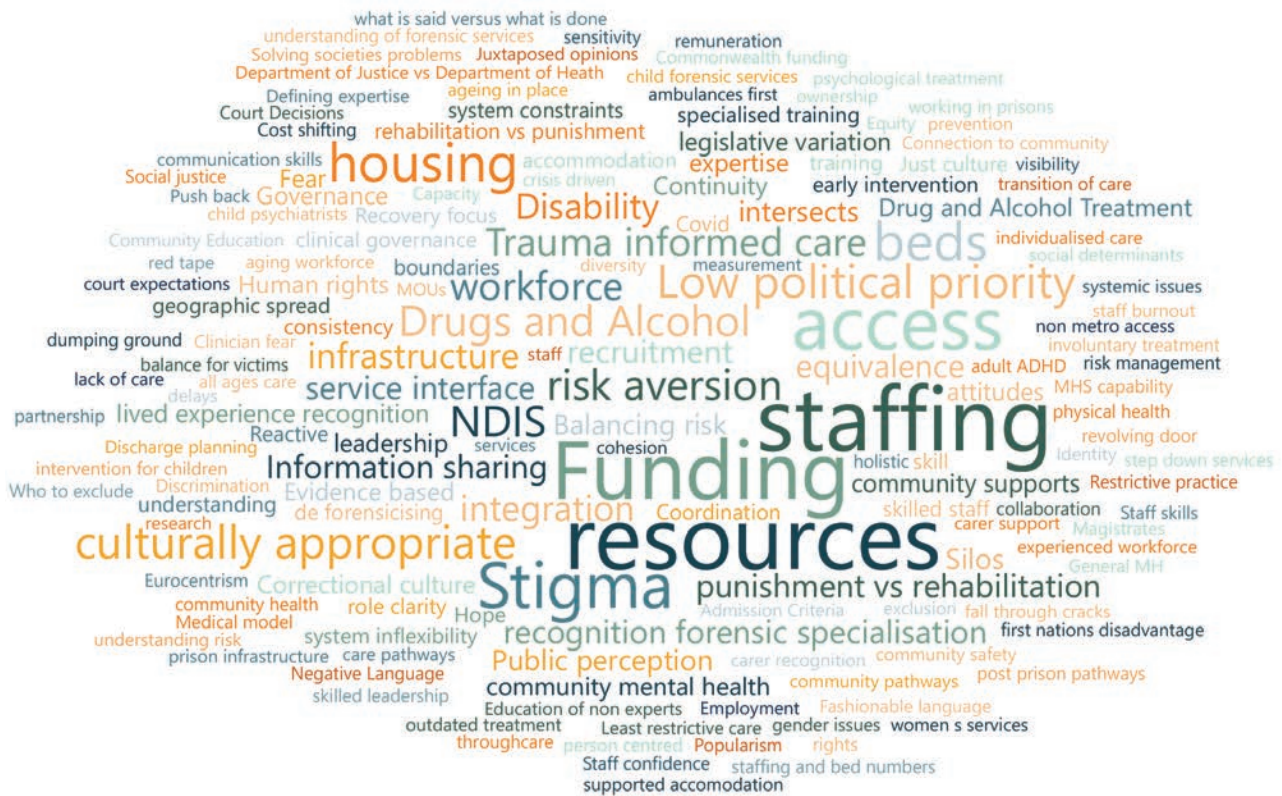 what is said versus what is done
understanding of forensic services sensitivity remuneration
Solving societies problems Juxtaposed opinions Commonwealth funding
Department of Justice vs Department of Heath child forensic services psychological treatment
Defining expertise ageing in place ambulances first ownership working in prisons
Court Decisions system constraints specialised training Equity prevention
Cost shifting rehabilitation vs punishment legislative variation Connection to community
communication skills housing accommodation expertise training Just culture visibility
Social justice Fear crisis driven Continuity early intervention transition of care
Push back Governance Capacity Disability intersects Drug and Alcohol Treatment
child psychiatrists Recovery focus Covid
Community Education clinical governance Trauma informed care beds individualised care
social determinants
red tape aging workforce boundaries diversity measurement
court expectations Human rights MOUs workforce Low political priority systemic issues
geographic spread staff burnout
consistency Drugs and Alcohol access non metro access
dumping ground Clinician fear involuntary treatment
balance for victims infrastructure staff recruitment equivalence adult ADHD risk management
lack of care all ages care service interface risk aversion attitudes MHS capability
delays
partnership lived experience recognition NDIS Balancing risk staffing physical health
Reactive leadership services cohesion revolving door
Discharge planning Identity
intervention for children Information sharing Funding holistic skill step down services
Who to exclude Discrimination Evidence based community supports Restrictive practice
understanding de forensicising integration Coordination skilled staff collaboration Staff skills
research carer support Magistrates
culturally appropriate resources Silos experienced workforce
General MH
Eurocentrism Correctional culture Stigma punishment vs rehabilitation
community health role clarity Hope Admission Criteria exclusion fall through cracks
Medical model
understanding risk system inflexibility recognition forensic specialisation first nations disadvantage
prison infrastructure care pathways Public perception carer recognition community safety
Negative Language community mental health community pathways post prison pathways
skilled leadership
Education of non experts Employment Fashionable language
outdated treatment Least restrictive care gender issues women s services
throughcare person centred Popularism rights
Staff confidence staffing and bed numbers
supported accomodation